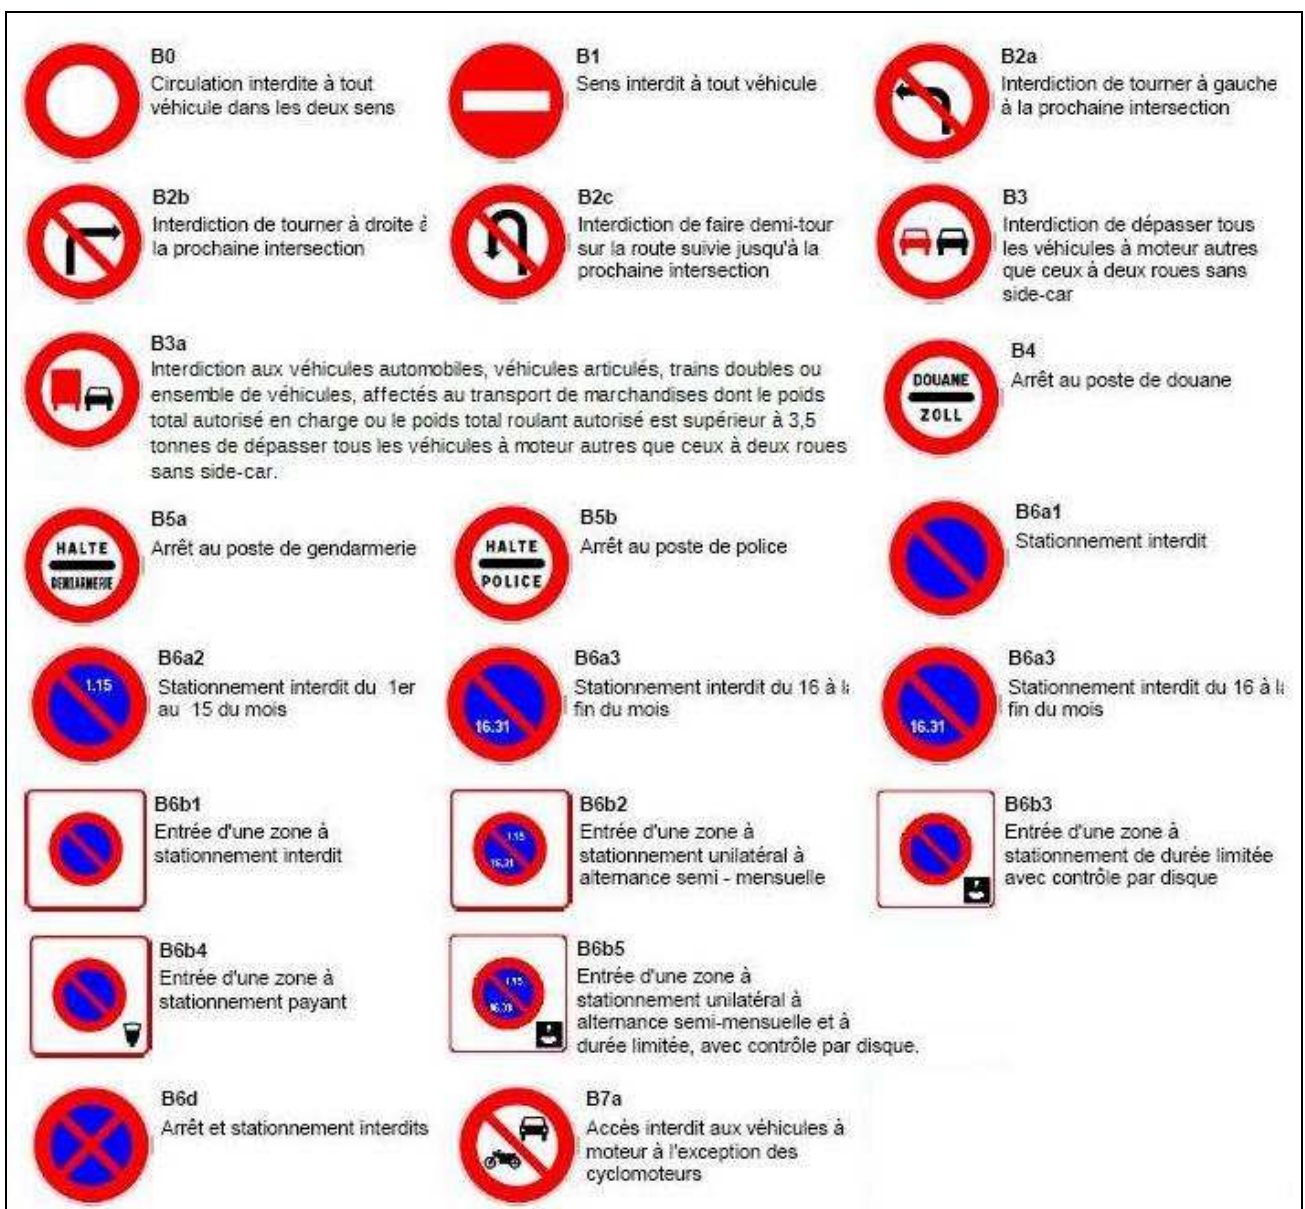 B0
Circulation interdite à tout
véhicule dans les deux sens
B1
Sens interdit à tout véhicule
B2a
Interdiction de tourner à gauche
à la prochaine intersection
B2b
Interdiction de tourner à droite à
la prochaine intersection
B2c
Interdiction de faire demi-tour
sur la route suivie jusqu'à la
prochaine intersection
B3
Interdiction de dépasser tous
les véhicules à moteur autres
que ceux à deux roues sans
side-car
B3a
Interdiction aux véhicules automobiles, véhicules articulés, trains doubles ou
ensemble de véhicules, affectés au transport de marchandises dont le poids
total autorisé en charge ou le poids total roulant autorisé est supérieur à 3,5
tonnes de dépasser tous les véhicules à moteur autres que ceux à deux roues
sans side-car.
DOUANE
ZOLL
B4
Arrêt au poste de douane
HALTE
GENDARMERIE
B5a
Arrêt au poste de gendarmerie
HALTE
POLICE
B5b
Arrêt au poste de police
B6a1
Stationnement interdit
1.15
B6a2
Stationnement interdit du 1er
au 15 du mois
16.31
B6a3
Stationnement interdit du 16 à la
fin du mois
16.31
B6a3
Stationnement interdit du 16 à la
fin du mois
B6b1
Entrée d'une zone à
stationnement interdit
1.15
16.31
B6b2
Entrée d'une zone à
stationnement unilatéral à
alternance semi - mensuelle
B6b3
Entrée d'une zone à
stationnement de durée limitée
avec contrôle par disque
B6b4
Entrée d'une zone à
stationnement payant
1.15
16.31
B6b5
Entrée d'une zone à
stationnement unilatéral à
alternance semi-mensuelle et à
durée limitée, avec contrôle par disque.
B6d
Arrêt et stationnement interdits
B7a
Accès interdit aux véhicules à
moteur à l'exception des
cyclomoteurs